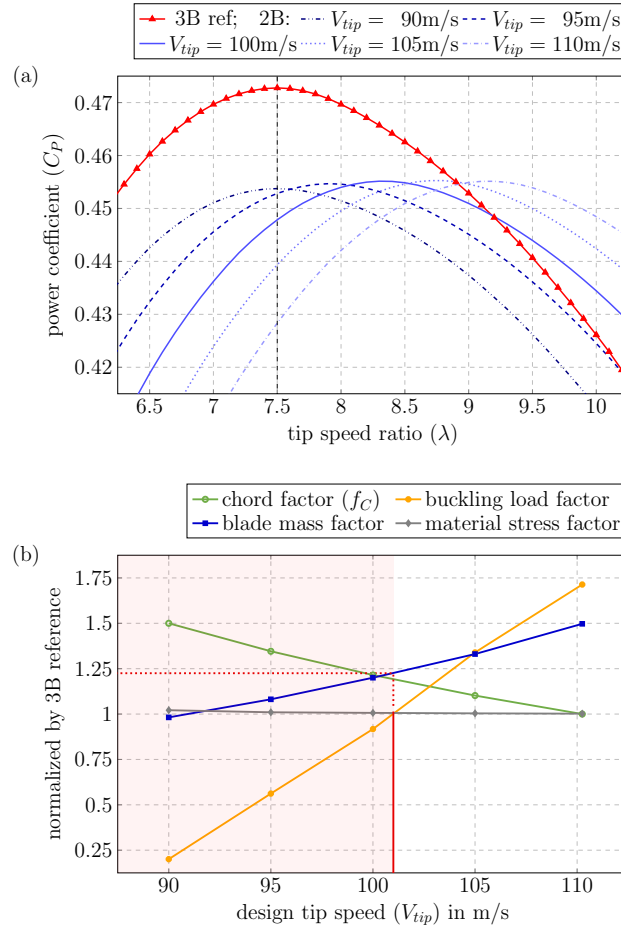 3B ref; 2B: V_tip = 90m/s V_tip = 95m/s
V_tip = 100m/s V_tip = 105m/s V_tip = 110m/s
(a)
power coefficient (C_P)
0.47
0.46
0.45
0.44
0.43
0.42
6.5 7 7.5 8 8.5 9 9.5 10
tip speed ratio (λ)
chord factor (f_C) buckling load factor
blade mass factor material stress factor
(b)
normalized by 3B reference
1.75
1.5
1.25
1
0.75
0.5
0.25
90 95 100 105 110
design tip speed (V_tip) in m/s